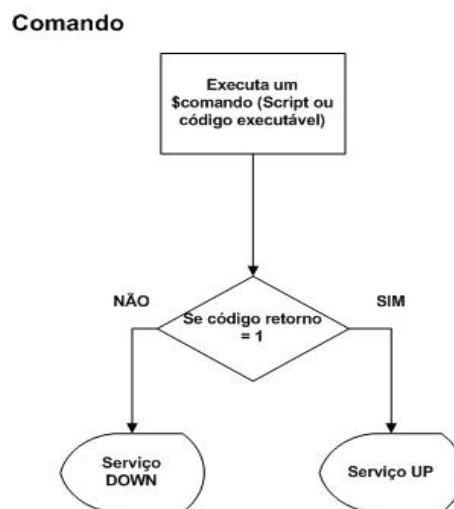 Comando
Executa um
$comando (Script ou
código executável)
NÃO
SIM
Se código retorno
= 1
Serviço
DOWN
Serviço UP